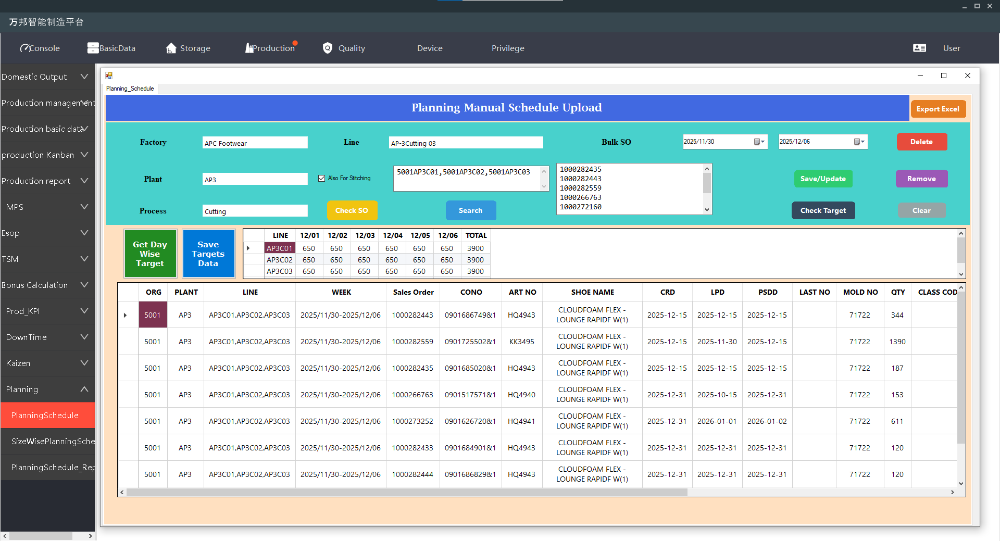 万邦智能制造平台
Console BasicData Storage Production Quality Device Privilege User
Domestic Output
Production management
Production basic data
production Kanban
Production report
MPS
Esop
TSM
Bonus Calculation
Prod_KPI
DownTime
Kaizen
Planning
PlanningSchedule
SizeWisePlanningSche
PlanningSchedule_Rep
Planning_Schedule
Planning Manual Schedule Upload
Export Excel
Factory APC Footwear Line AP-3Cutting 03 Bulk SO 2025/11/30 2025/12/06 Delete
Plant AP3 Also For Stitching 5001AP3C01,5001AP3C02,5001AP3C03
1000282435
1000282443
1000282559
1000266763
1000272160
Save/Update Remove
Process Cutting Check SO Search Check Target Clear
Get Day
Wise
Target
Save
Targets
Data
LINE 12/01 12/02 12/03 12/04 12/05 12/06 TOTAL
AP3C01 650 650 650 650 650 650 3900
AP3C02 650 650 650 650 650 650 3900
AP3C03 650 650 650 650 650 650 3900
ORG PLANT LINE WEEK Sales Order CONO ART NO SHOE NAME CRD LPD PSDD LAST NO MOLD NO QTY CLASS COD
5001 AP3 AP3C01,AP3C02,AP3C03 2025/11/30-2025/12/06 1000282443 0901686749&1 HQ4943 CLOUDFOAM FLEX -
LOUNGE RAPIDF W(1) 2025-12-15 2025-12-15 2025-12-15 71722 344
5001 AP3 AP3C01,AP3C02,AP3C03 2025/11/30-2025/12/06 1000282559 0901725502&1 KK3495 CLOUDFOAM FLEX -
LOUNGE RAPIDF W(1) 2025-12-15 2025-11-30 2025-12-15 71722 1390
5001 AP3 AP3C01,AP3C02,AP3C03 2025/11/30-2025/12/06 1000282435 0901685020&1 HQ4943 CLOUDFOAM FLEX -
LOUNGE RAPIDF W(1) 2025-12-15 2025-12-15 2025-12-15 71722 187
5001 AP3 AP3C01,AP3C02,AP3C03 2025/11/30-2025/12/06 1000266763 0901517571&1 HQ4940 CLOUDFOAM FLEX -
LOUNGE RAPIDF W(1) 2025-12-31 2025-10-15 2025-12-31 71722 153
5001 AP3 AP3C01,AP3C02,AP3C03 2025/11/30-2025/12/06 1000273252 0901626720&1 HQ4941 CLOUDFOAM FLEX -
LOUNGE RAPIDF W(1) 2025-12-31 2026-01-01 2026-01-02 71722 611
5001 AP3 AP3C01,AP3C02,AP3C03 2025/11/30-2025/12/06 1000282433 0901684901&1 HQ4943 CLOUDFOAM FLEX -
LOUNGE RAPIDF W(1) 2025-12-31 2025-12-31 2025-12-31 71722 120
5001 AP3 AP3C01,AP3C02,AP3C03 2025/11/30-2025/12/06 1000282444 0901686829&1 HQ4943 CLOUDFOAM FLEX -
LOUNGE RAPIDF W(1) 2025-12-31 2025-12-31 2025-12-31 71722 120